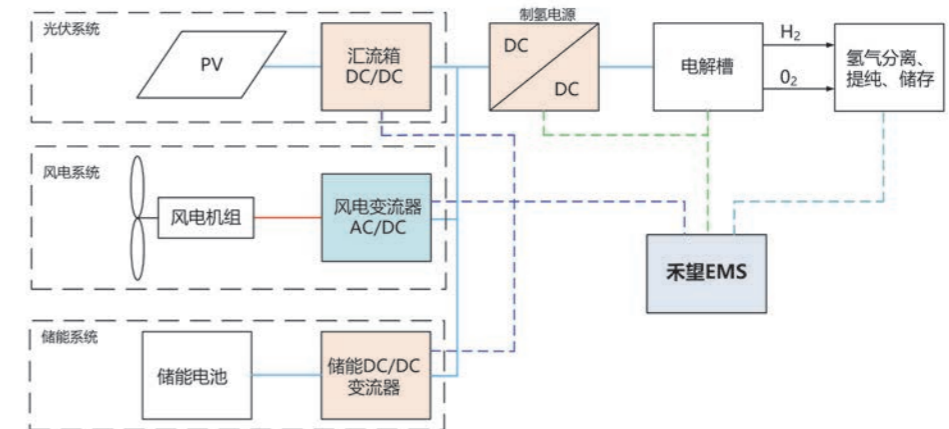 光伏系统
PV
汇流箱
DC/DC
制氢电源
DC
DC
电解槽
H₂
0₂
氢气分离、
提纯、储存
风电系统
风电机组
风电变流器
AC/DC
禾望EMS
储能系统
储能电池
储能DC/DC
变流器